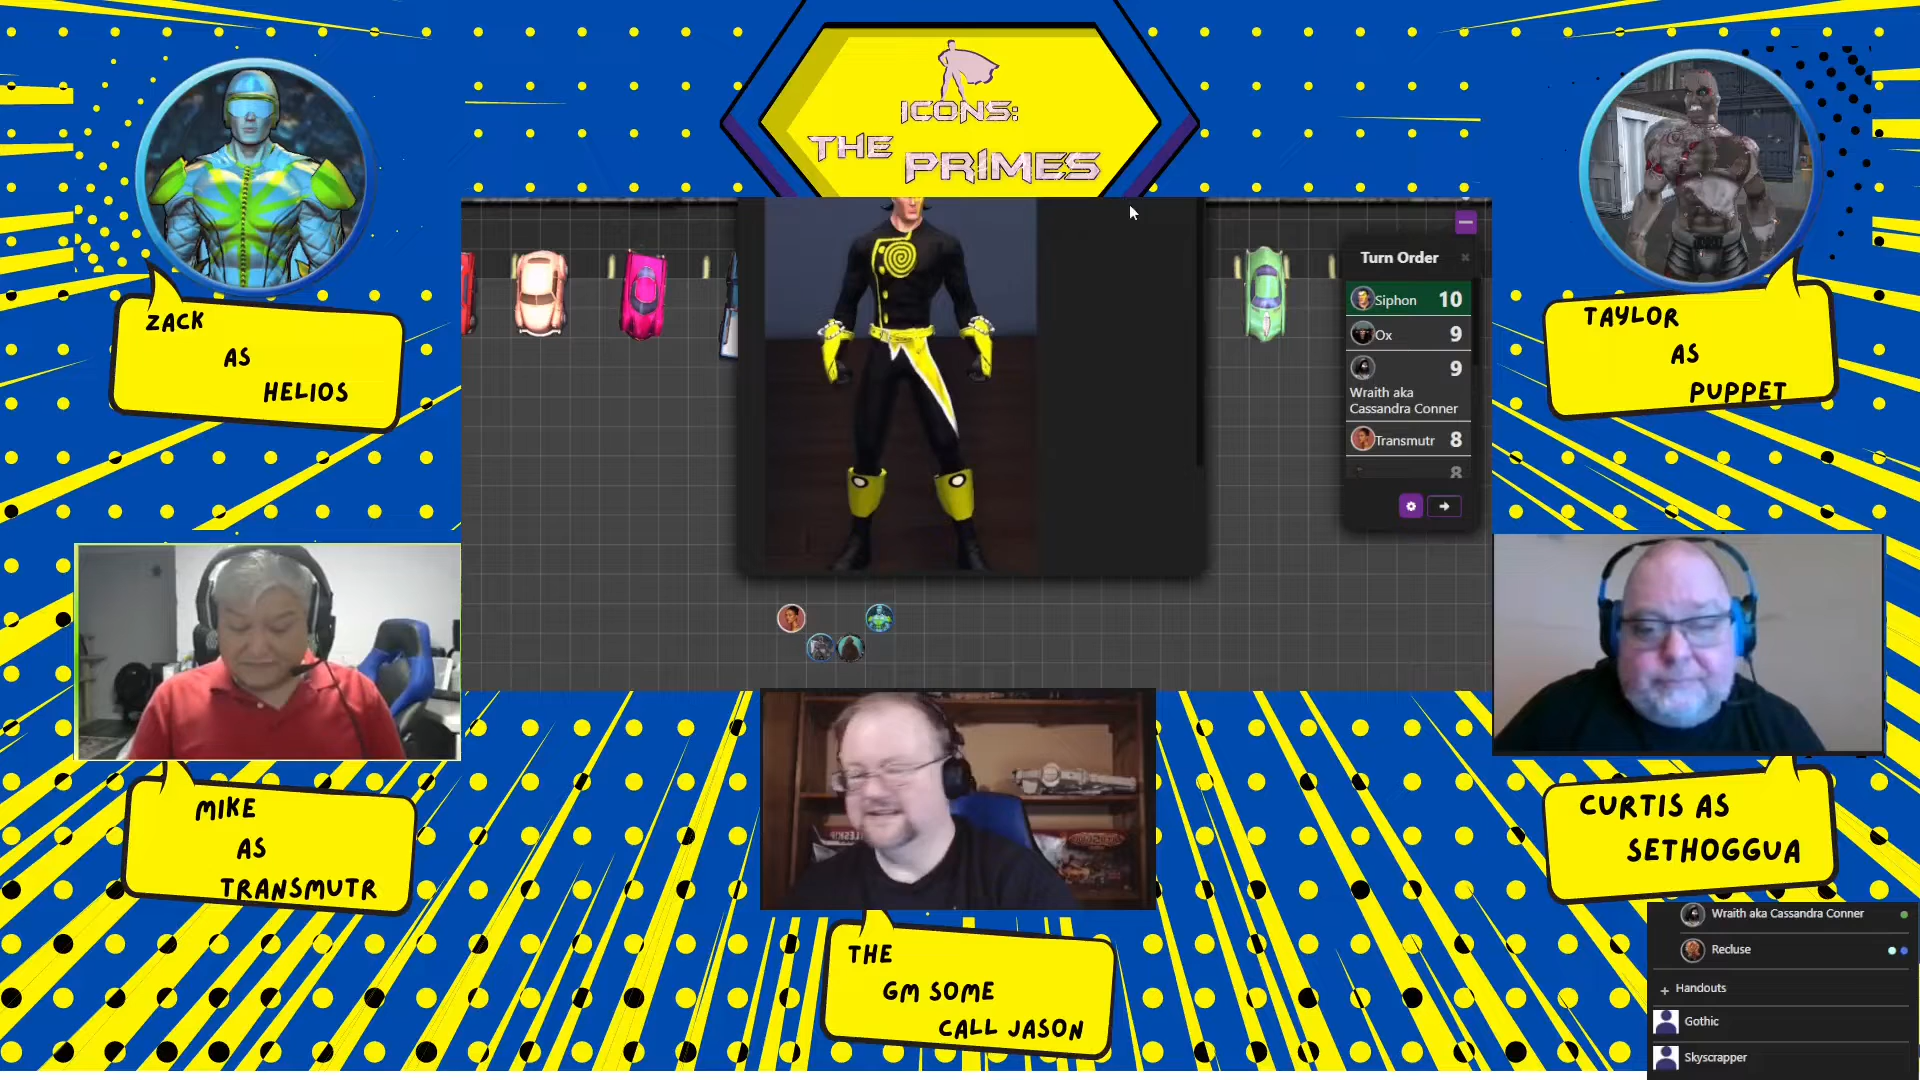 ICONS:
THE PRIMES
ZACK
AS
HELIOS
TAYLOR
AS
PUPPET
Turn Order
Siphon 10
Ox 9
Wraith aka
Cassandra Conner
9
Transmutr 8
8
MIKE
AS
TRANSMUTR
THE
GM SOME
CALL JASON
CURTIS AS
SETHOGGUA
Wraith aka Cassandra Conner
Recluse
Handouts
Gothic
Skyscrapper